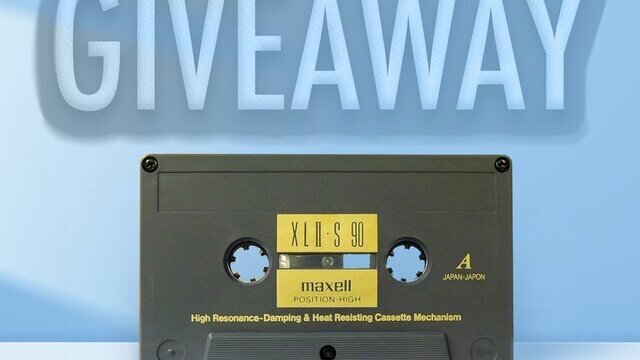 GIVEAWAY
XLII·S 90
maxell
POSITION-HIGH
A
JAPAN-JAPON
High Resonance-Damping & Heat Resisting Cassette Mechanism